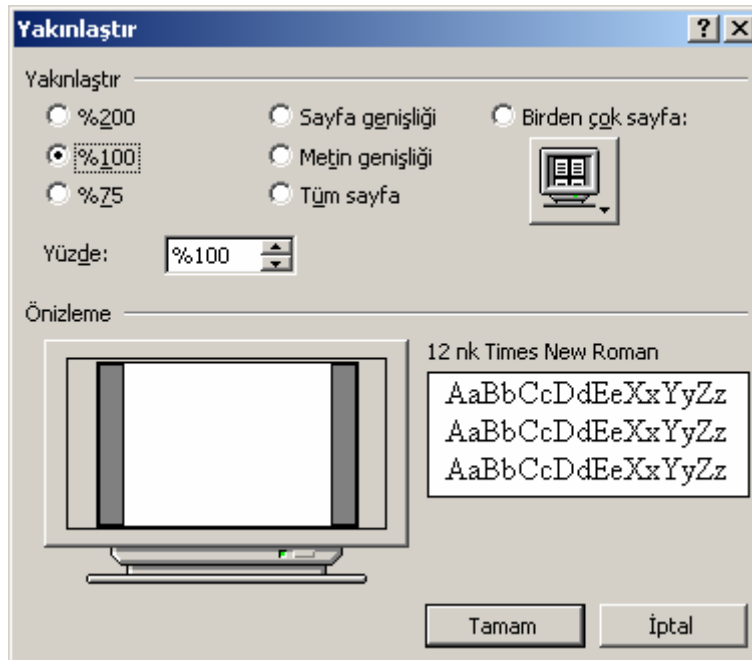 Yakınlaştır
Yakınlaştır
%200 Sayfa genişliği Birden çok sayfa:
%100 Metin genişliği
%75 Tüm sayfa
Yüzde: %100
Önizleme
12 nk Times New Roman
AaBbCcDdEeXxYyZz
AaBbCcDdEeXxYyZz
AaBbCcDdEeXxYyZz
Tamam İptal